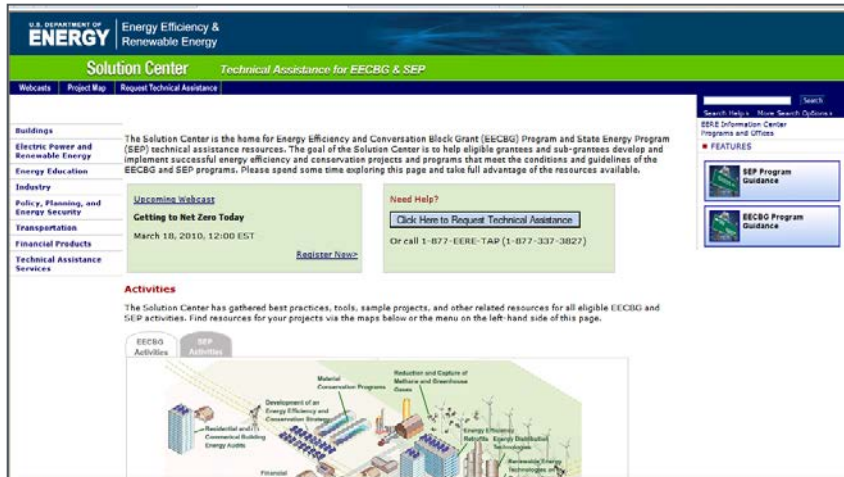 U.S. DEPARTMENT OF
ENERGY
Energy Efficiency &
Renewable Energy
Solution Center
Technical Assistance for EECBG & SEP
Webcasts
Project Map
Request Technical Assistance
Search
Search Help
More Search Options
EERE Information Center
Programs and Offices
FEATURES
SEP Program
Guidance
EECBG Program
Guidance
Buildings
Electric Power and
Renewable Energy
Energy Education
Industry
Policy, Planning, and
Energy Security
Transportation
Financial Products
Technical Assistance
Services
The Solution Center is the home for Energy Efficiency and Conversation Block Grant (EECBG) Program and State Energy Program
(SEP) technical assistance resources. The goal of the Solution Center is to help eligible grantees and sub-grantees develop and
implement successful energy efficiency and conservation projects and programs that meet the conditions and guidelines of the
EECBG and SEP programs. Please spend some time exploring this page and take full advantage of the resources available.
Upcoming Webcast
Getting to Net Zero Today
March 18, 2010, 12:00 EST
Register Now>
Need Help?
Click Here to Request Technical Assistance
Or call 1-877-EERE-TAP (1-877-337-3827)
Activities
The Solution Center has gathered best practices, tools, sample projects, and other related resources for all eligible EECBG and
SEP activities. Find resources for your projects via the maps below or the menu on the left-hand side of this page.
EECBG
Activities
SEP
Activities
Material
Conservation Programs
Reduction and Capture of
Methane and Greenhouse
Gases
Development of an
Energy Efficiency and
Conservation Strategy
Residential and
Commercial Building
Energy Audits
Energy Efficiency
Retrofits
Energy Distribution
Technologies
Renewable Energy
Technologies on
Financial